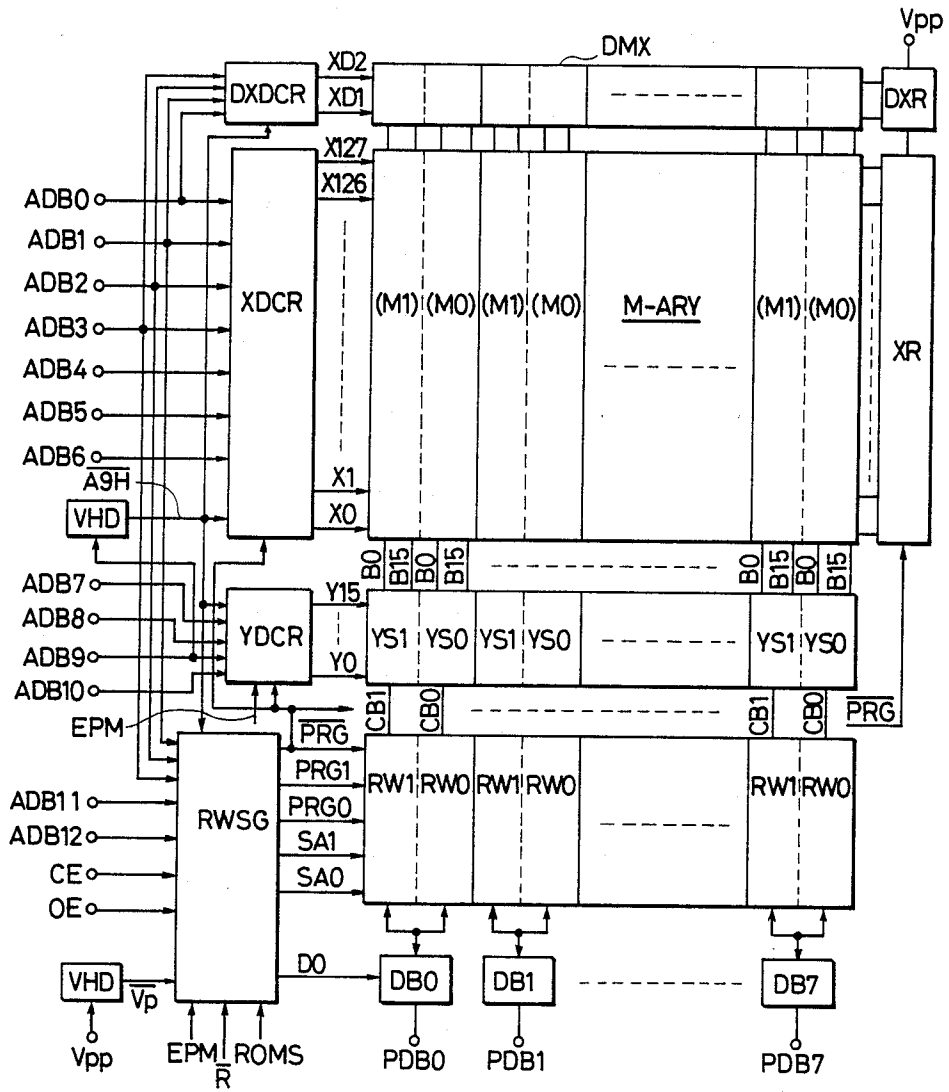 Vpp
DMX
XD2
DXDCR
XD1
DXR
X127
X126
ADB0
ADB1
ADB2
XDCR
(M1) (M0) (M1) (M0) M-ARY (M1) (M0)
ADB3
XR
ADB4
ADB5
ADB6
A9H
X1
VHD
X0
B0 B15 B0 B15 B0 B15 B0 B15
ADB7
Y15
ADB8
YDCR
YS1 YS0 YS1 YS0 YS1 YS0
ADB9
Y0
ADB10
CB1 CB0 CB1 CB0
EPM
PRG
PRG
PRG1
RW1 RW0 RW1 RW0 RW1 RW0
ADB11
RWSG
PRG0
ADB12
SA1
CE
SA0
OE
D0
VHD
Vp
DB0 DB1 DB7
Vpp
EPM R ROMS
PDB0 PDB1 PDB7